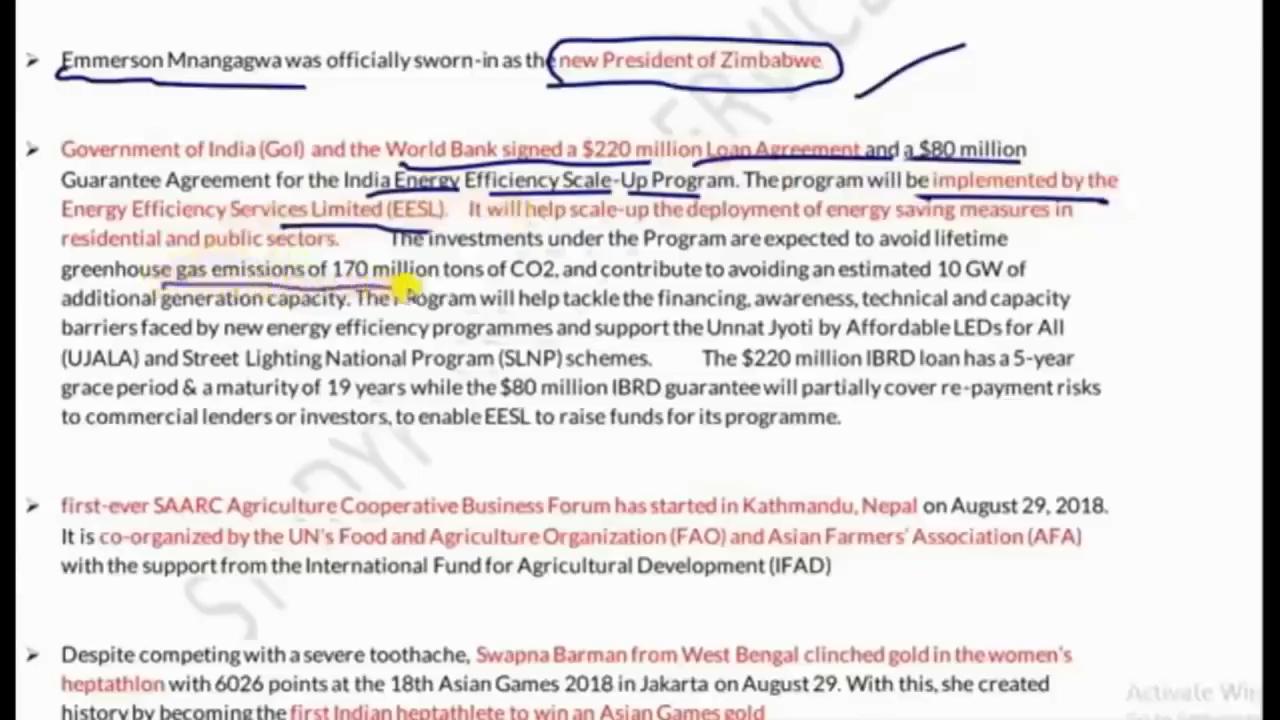 Emmerson Mnangagwa was officially sworn-in as the new President of Zimbabwe
Government of India (GoI) and the World Bank signed a $220 million Loan Agreement and a $80 million
Guarantee Agreement for the India Energy Efficiency Scale-Up Program. The program will be implemented by the
Energy Efficiency Services Limited (EESL). It will help scale-up the deployment of energy saving measures in
residential and public sectors. The investments under the Program are expected to avoid lifetime
greenhouse gas emissions of 170 million tons of CO2, and contribute to avoiding an estimated 10 GW of
additional generation capacity. The Program will help tackle the financing, awareness, technical and capacity
barriers faced by new energy efficiency programmes and support the Unnat Jyoti by Affordable LEDs for All
(UJALA) and Street Lighting National Program (SLNP) schemes. The $220 million IBRD loan has a 5-year
grace period & a maturity of 19 years while the $80 million IBRD guarantee will partially cover re-payment risks
to commercial lenders or investors, to enable EESL to raise funds for its programme.
first-ever SAARC Agriculture Cooperative Business Forum has started in Kathmandu, Nepal on August 29, 2018.
It is co-organized by the UN's Food and Agriculture Organization (FAO) and Asian Farmers' Association (AFA)
with the support from the International Fund for Agricultural Development (IFAD)
Despite competing with a severe toothache, Swapna Barman from West Bengal clinched gold in the women's
heptathlon with 6026 points at the 18th Asian Games 2018 in Jakarta on August 29. With this, she created
history by becoming the first Indian heptathlete to win an Asian Games gold
Activate Win